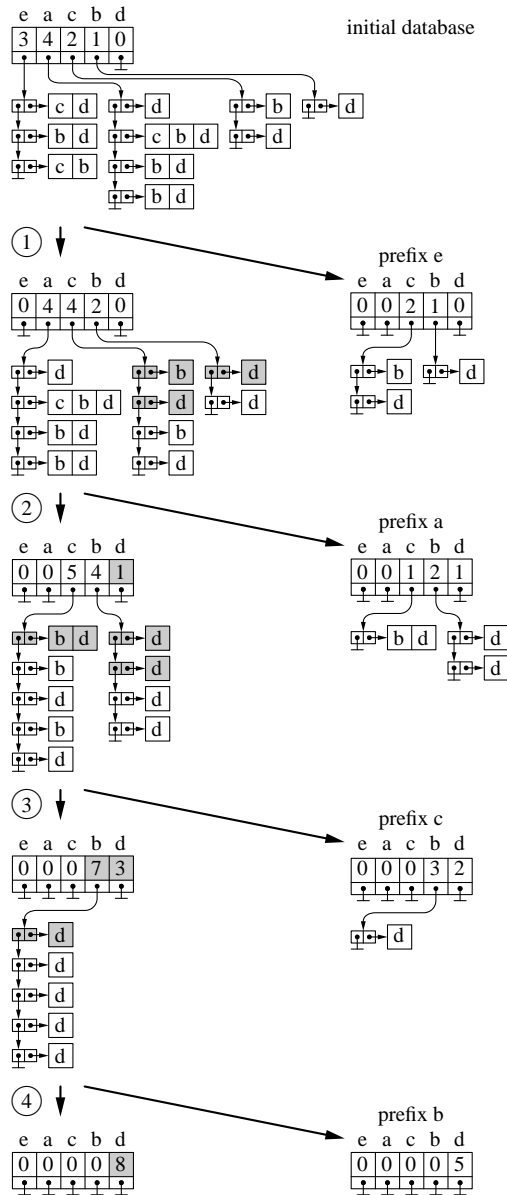 e a c b d
initial database
3 4 2 1 0
c d d b d
b d c b d d
c b b d
b d
1
e a c b d
prefix e
e a c b d
0 4 4 2 0
0 0 2 1 0
d b d b d
c b d d d d
b d b
b d d
2
e a c b d
prefix a
e a c b d
0 0 5 4 1
0 0 1 2 1
b d d b d d
b d d
d d
b d
d
3
e a c b d
prefix c
e a c b d
0 0 0 7 3
0 0 0 3 2
d d
d
d
d
d
4
e a c b d
prefix b
e a c b d
0 0 0 0 8
0 0 0 0 5